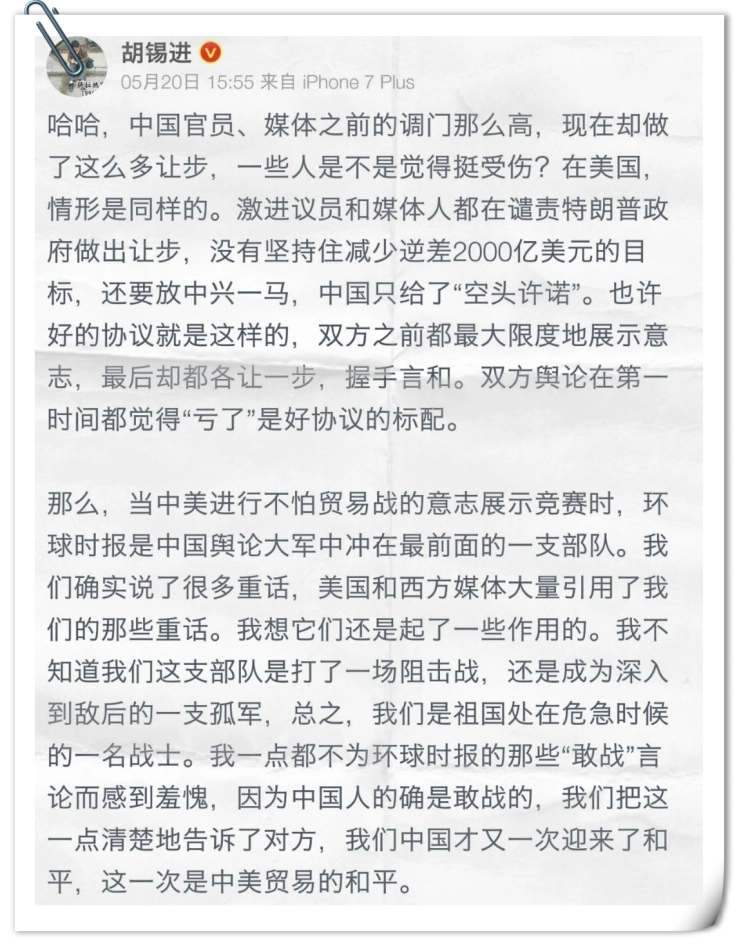 胡锡进
05月20日 15:55 来自 iPhone 7 Plus
哈哈，中国官员、媒体之前的调门那么高，现在却做
了这么多让步，一些人是不是觉得挺受伤？在美国，
情形是同样的。激进议员和媒体人都在谴责特朗普政
府做出让步，没有坚持住减少逆差2000亿美元的目
标，还要放中兴一马，中国只给了“空头许诺”。也许
好的协议就是这样的，双方之前都最大限度地展示意
志，最后却都各让一步，握手言和。双方舆论在第一
时间都觉得“亏了”是好协议的标配。
那么，当中美进行不怕贸易战的意志展示竞赛时，环
球时报是中国舆论大军中冲在最前面的一支部队。我
们确实说了很多重话，美国和西方媒体大量引用了我
们的那些重话。我想它们还是起了一些作用的。我不
知道我们这支部队是打了一场阻击战，还是成为深入
到敌后的一支孤军，总之，我们是祖国处在危急时候
的一名战士。我一点都不为环球时报的那些“敢战”言
论而感到羞愧，因为中国人的确是敢战的，我们把这
一点清楚地告诉了对方，我们中国才又一次迎来了和
平，这一次是中美贸易的和平。